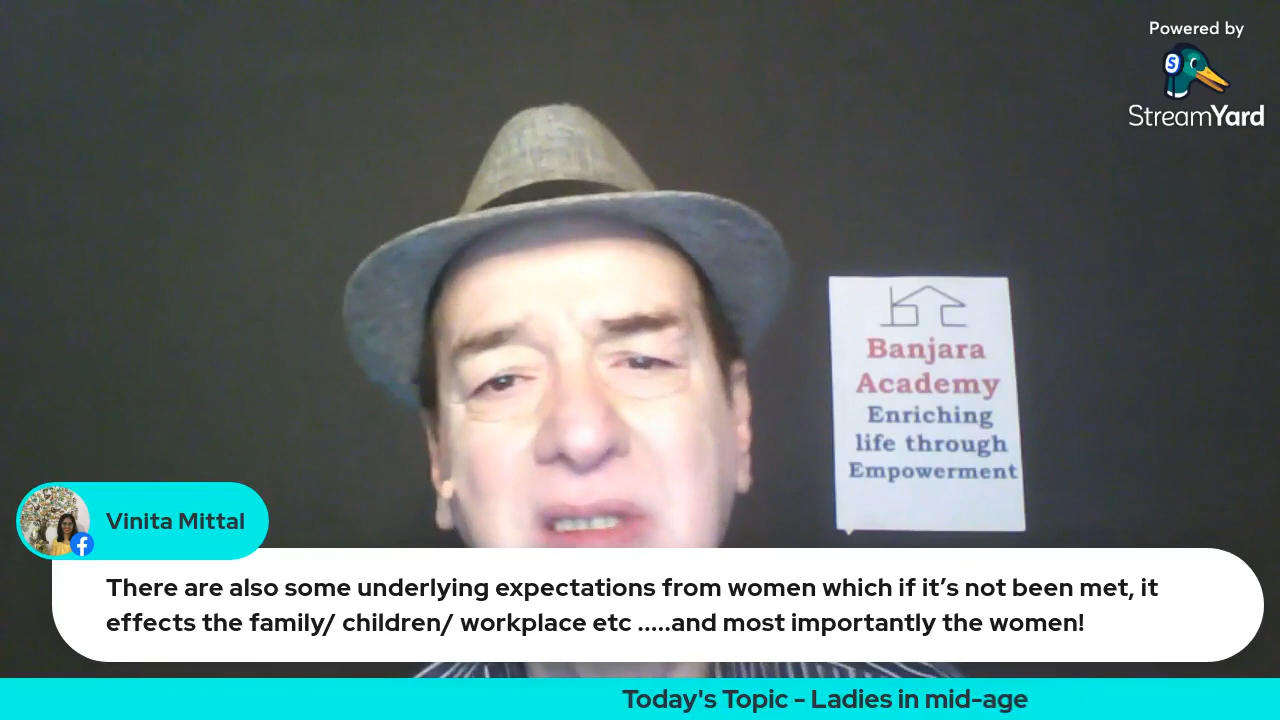 Powered by
StreamYard
Banjara
Academy
Enriching
life through
Empowerment
Vinita Mittal
There are also some underlying expectations from women which if it’s not been met, it
effects the family/ children/ workplace etc .....and most importantly the women!
Today's Topic - Ladies in mid-age